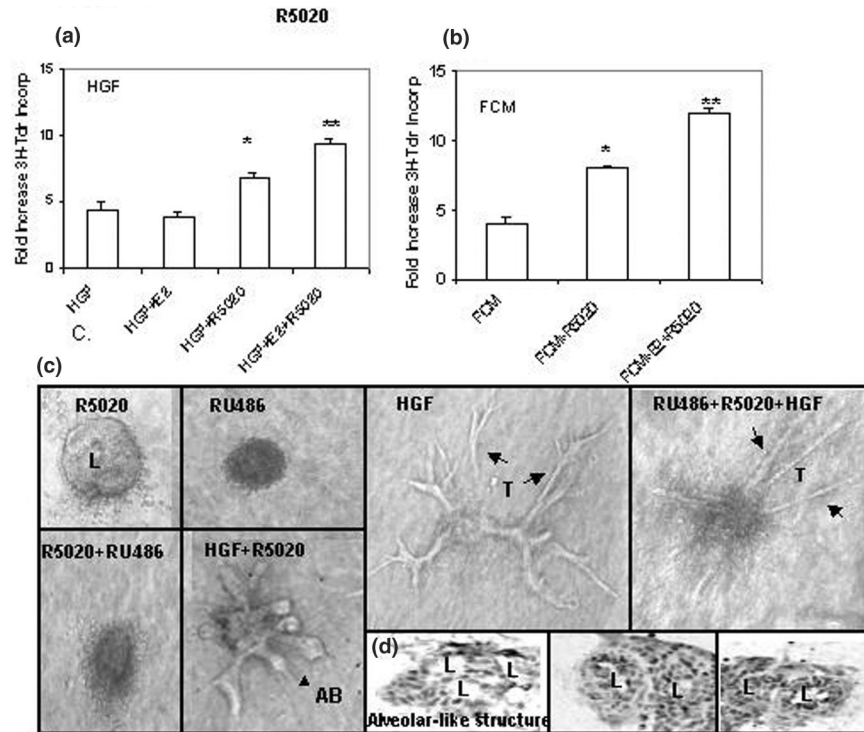 R5020
(a)
(b)
15
10
5
0
Fold Increase 3H-Tdr Incorp
HGF
*
**
HGF
HGF+E2
HGF+R5020
HGF+E2+R5020
15
10
5
0
Fold Increase 3H-Tdr Incorp
FCM
*
**
FCM
FCM+R5020
FCM+E2+R5020
C.
(c)
R5020
L
RU486
HGF
T
RU486+R5020+HGF
T
R5020+RU486
HGF+R5020
AB
(d)
L
L
L
Alveolar-like structure
L
L
L
L